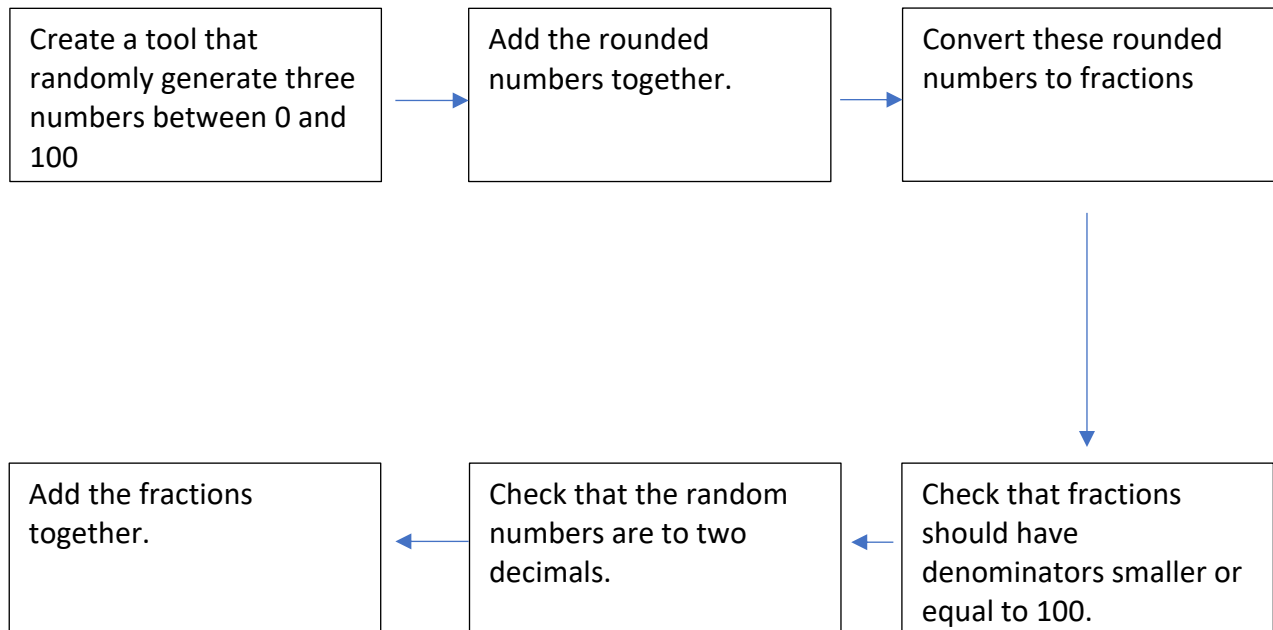 Create a tool that
randomly generate three
numbers between 0 and
100
Add the rounded
numbers together.
Convert these rounded
numbers to fractions
Check that fractions
should have
denominators smaller or
equal to 100.
Check that the random
numbers are to two
decimals.
Add the fractions
together.